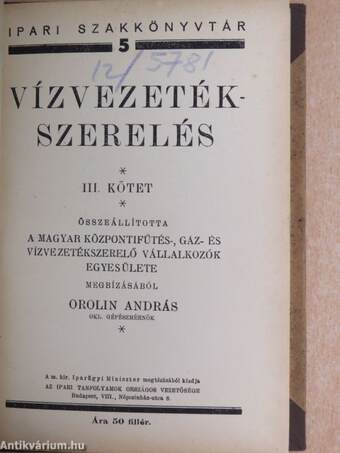 IPARI SZAKKÖNYVTÁR
5
12/5781
VÍZVEZETÉK-
SZERELÉS
*
III. KÖTET
*
ÖSSZEÁLLÍTOTTA
A MAGYAR KÖZPONTIFŰTÉS-, GÁZ- ÉS
VÍZVEZETÉKSZERELŐ VÁLLALKOZÓK
EGYESÜLETE
MEGBÍZÁSÁBÓL
OROLIN ANDRÁS
OKL. GÉPÉSZMÉRNÖK
*
A m. kir. Iparügyi Miniszter megbízásából kiadja
AZ IPARI TANFOLYAMOK ORSZÁGOS VEZETŐSÉGE
Budapest, VIII., Népszínház-utca 8.
Ára 50 fillér.
Antikvárium.hu